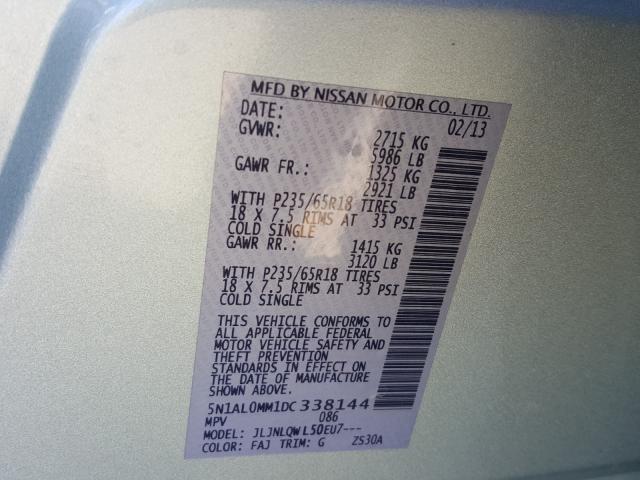 MFD BY NISSAN MOTOR CO., LTD.
DATE: 02/13
GVWR: 2715 KG
5986 LB
GAWR FR.: 1325 KG
2921 LB
WITH P235/65R18 TIRES
18 X 7.5 RIMS AT 33 PSI
COLD SINGLE
GAWR RR.: 1415 KG
3120 LB
WITH P235/65R18 TIRES
18 X 7.5 RIMS AT 33 PSI
COLD SINGLE
THIS VEHICLE CONFORMS TO
ALL APPLICABLE FEDERAL
MOTOR VEHICLE SAFETY AND
THEFT PREVENTION
STANDARDS IN EFFECT ON
THE DATE OF MANUFACTURE
SHOWN ABOVE.
5N1AL0MM1DC338144
MPV 086
MODEL: JLJNLQWL50EU7---
COLOR: FAJ TRIM: G ZS30A